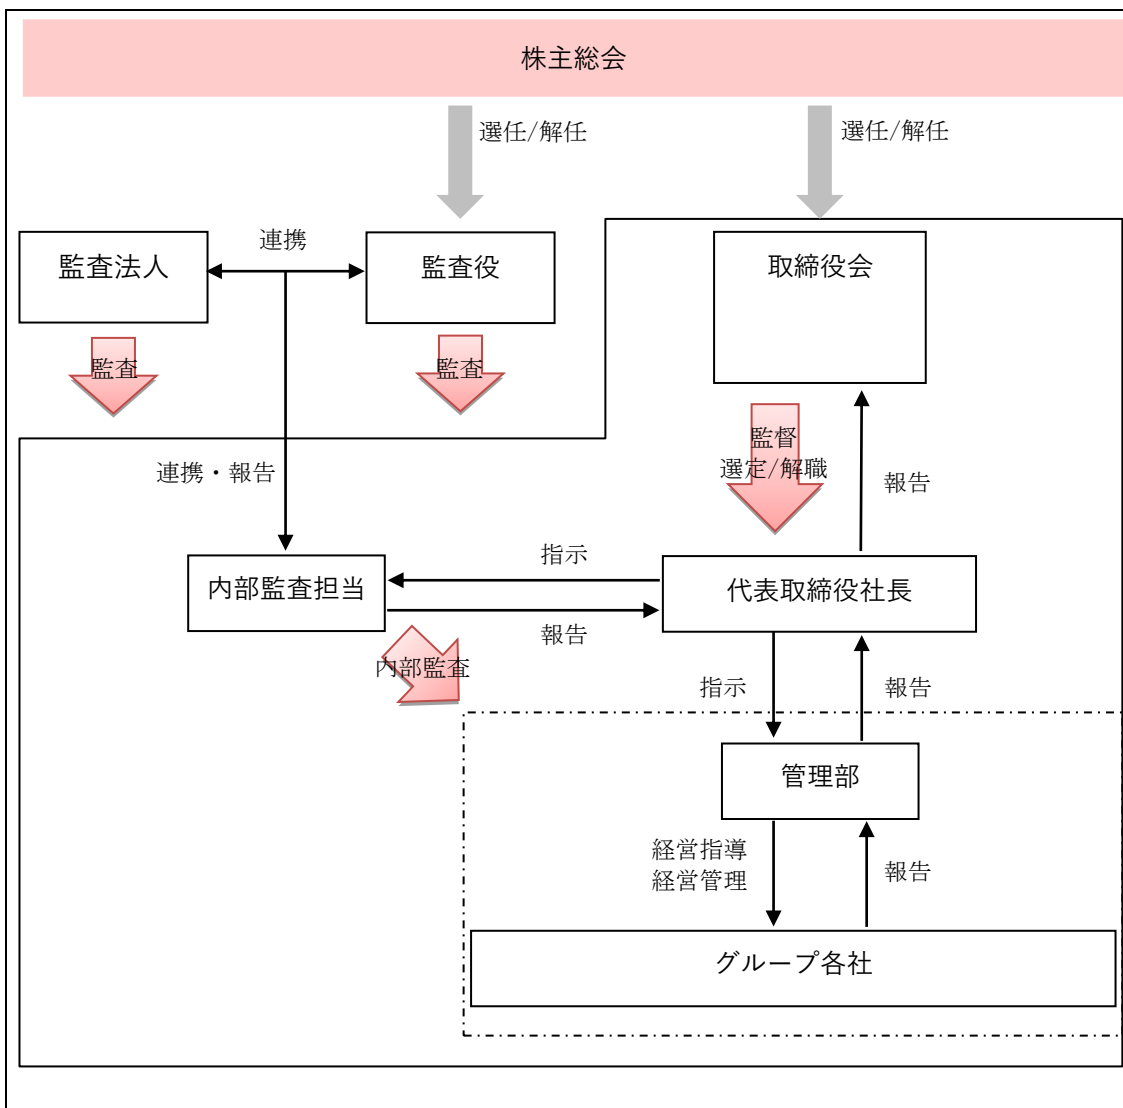 株主総会
選任/解任
選任/解任
監査法人
連携
監査役
取締役会
監査
監査
監督
選定/解職
報告
連携・報告
内部監査担当
指示
報告
代表取締役社長
内部監査
指示
報告
管理部
経営指導
経営管理
報告
グループ各社